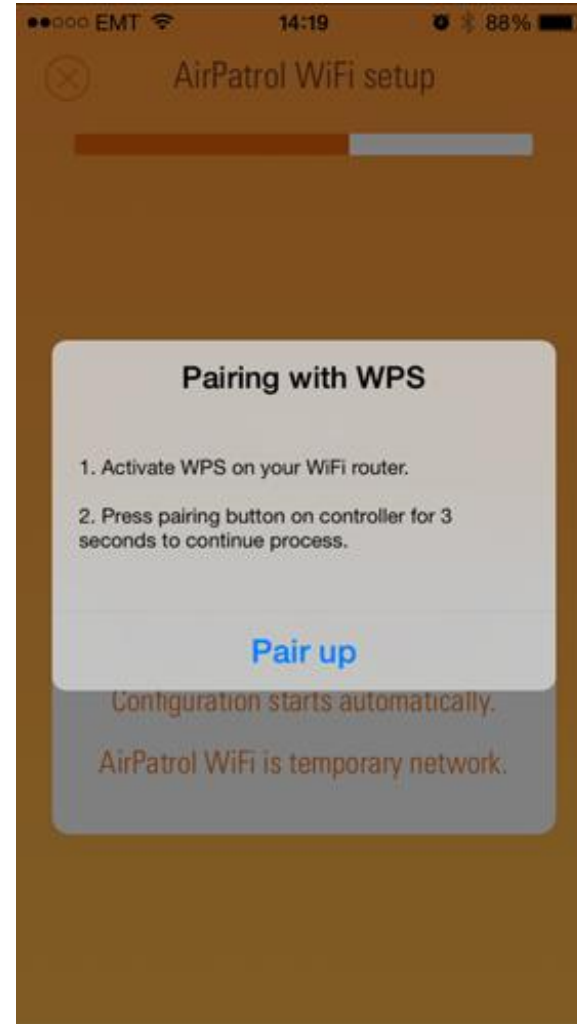 EMT 14:19 88%
AirPatrol WiFi setup
Pairing with WPS
1. Activate WPS on your WiFi router.
2. Press pairing button on controller for 3
seconds to continue process.
Pair up
Configuration starts automatically.
AirPatrol WiFi is temporary network.